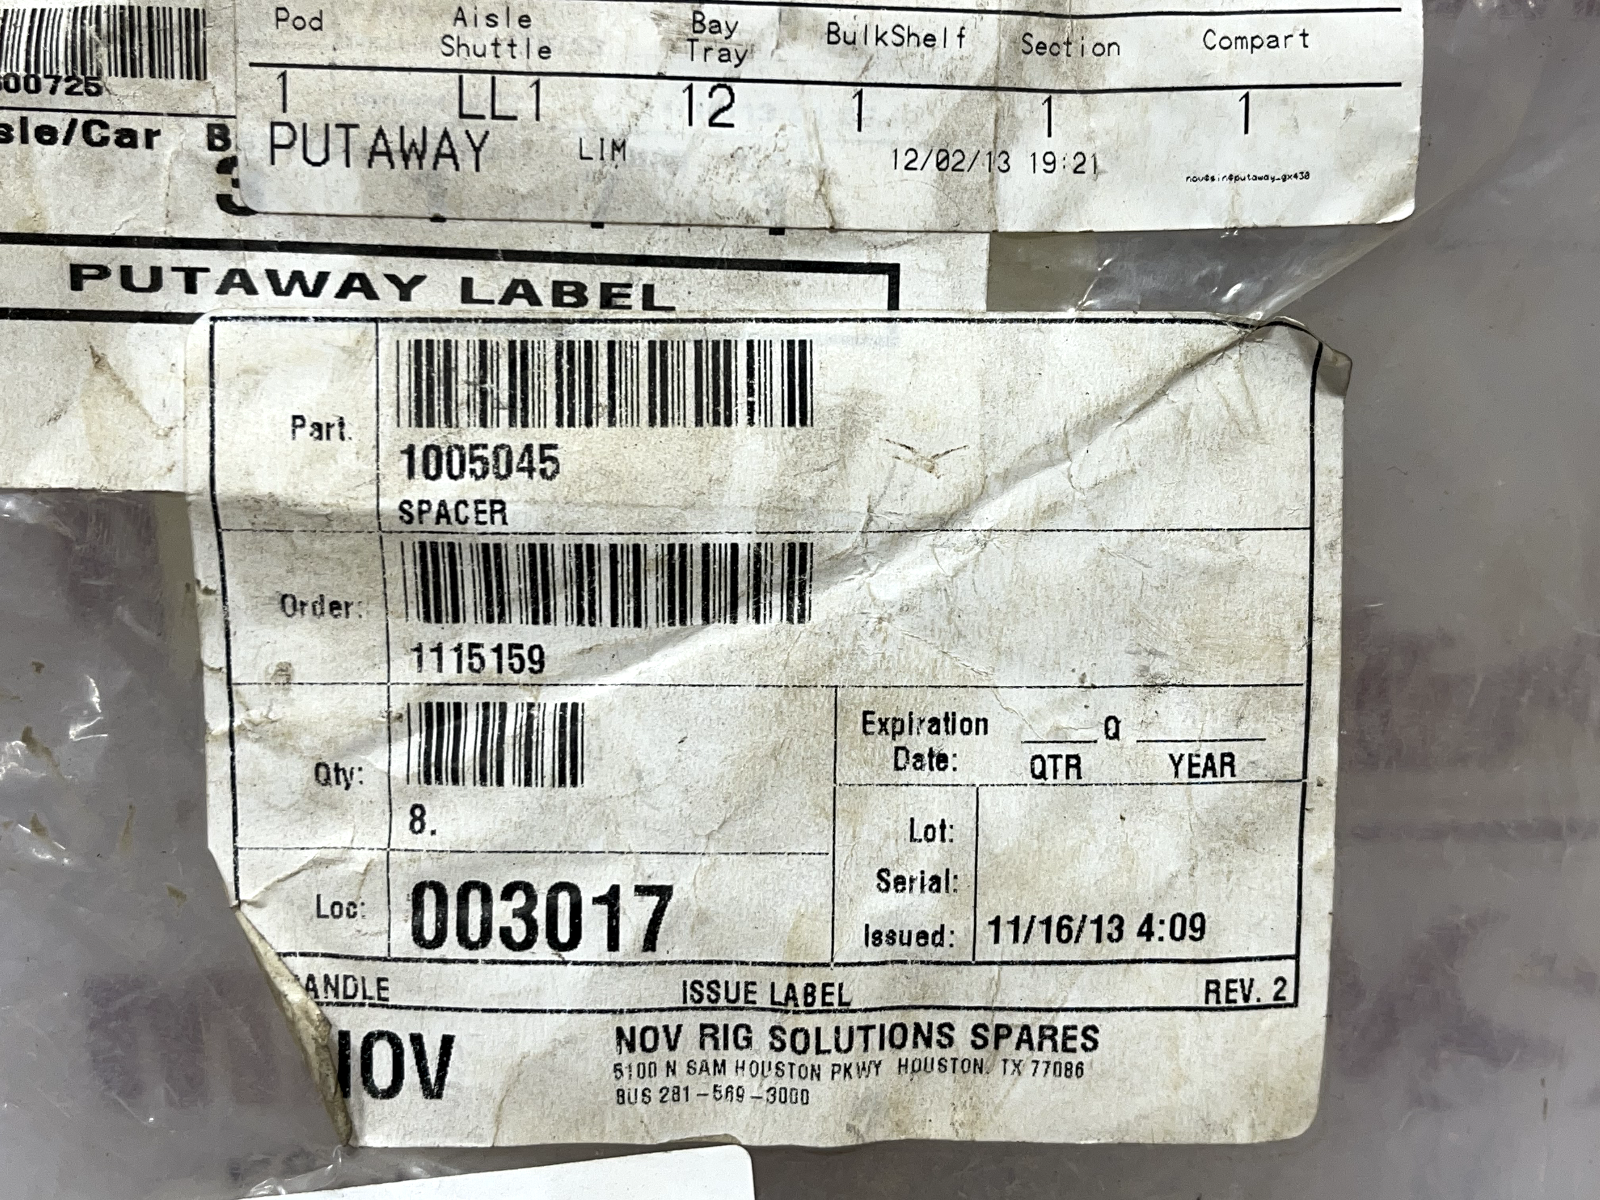 Pod Aisle Shuttle Bay Tray BulkShelf Section Compart
1 LL1 12 1 1 1
00725
PUTAWAY LIM 12/02/13 19:21
sle/Car B
PUTAWAY LABEL
Part.
1005045
SPACER
Order:
1115159
Qty:
8.
Expiration Date: Q
QTR YEAR
Lot:
Serial:
Loc: 003017
Issued: 11/16/13 4:09
ANDLE ISSUE LABEL REV. 2
NOV NOV RIG SOLUTIONS SPARES
5100 N SAM HOUSTON PKWY HOUSTON. TX 77086
BUS 281-569-3000